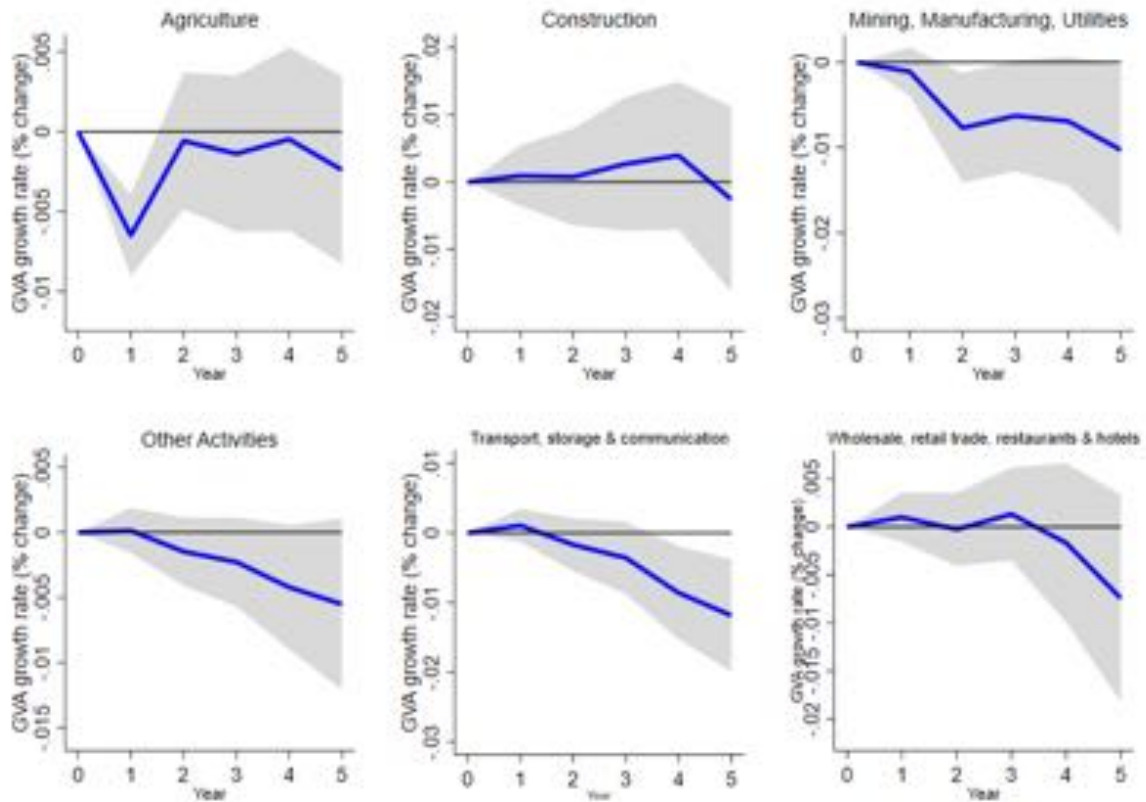 Agriculture
GVA growth rate (% change)
.005
0
-.005
-.01
0 1 2 3 4 5
Year
Construction
GVA growth rate (% change)
.02
.01
0
-.01
-.02
0 1 2 3 4 5
Year
Mining, Manufacturing, Utilities
GVA growth rate (% change)
0
-.01
-.02
-.03
0 1 2 3 4 5
Year
Other Activities
GVA growth rate (% change)
.005
0
-.005
-.01
-.015
0 1 2 3 4 5
Year
Transport, storage & communication
GVA growth rate (% change)
.01
0
-.01
-.02
-.03
0 1 2 3 4 5
Year
Wholesale, retail trade, restaurants & hotels
GVA growth rate (% change)
.005
0
-.005
-.01
-.015
-.02
0 1 2 3 4 5
Year